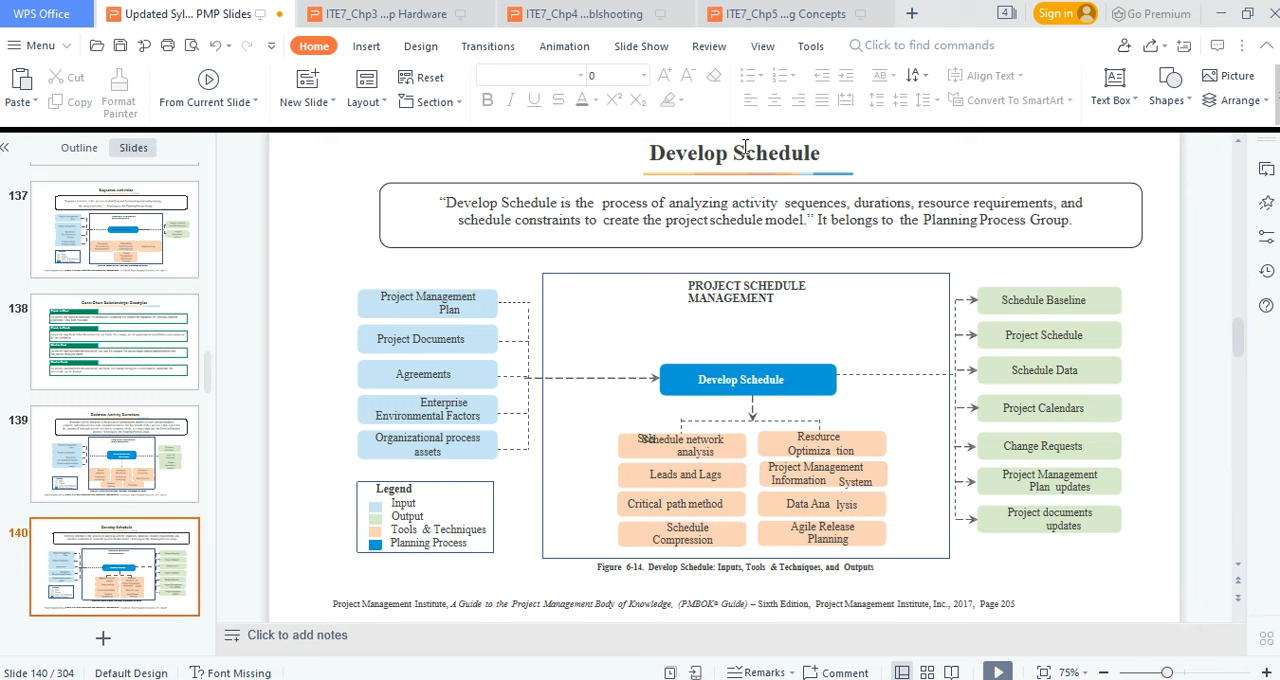 WPS Office
Updated Syl... PMP Slides
ITE7_Chp3 ...p Hardware
ITE7_Chp4 ...blshooting
ITE7_Chp5 ...g Concepts
4
Sign in
Go Premium
Menu
Home
Insert
Design
Transitions
Animation
Slide Show
Review
View
Tools
Click to find commands
Paste
Cut
Copy
Format
Painter
From Current Slide
New Slide
Layout
Reset
Section
0
Align Text
Convert To SmartArt
Text Box
Shapes
Picture
Arrange
Outline
Slides
137
138
139
140
Develop Schedule
“Develop Schedule is the process of analyzing activity sequences, durations, resource requirements, and
schedule constraints to create the project schedule model.” It belongs to the Planning Process Group.
PROJECT SCHEDULE
MANAGEMENT
Project Management
Plan
Project Documents
Agreements
Enterprise
Environmental Factors
Organizational process
assets
Legend
Input
Output
Tools & Techniques
Planning Process
Develop Schedule
Schedule network
analysis
Leads and Lags
Critical path method
Schedule
Compression
Resource
Optimiza tion
Project Management
Information System
Data Ana lysis
Agile Release
Planning
Schedule Baseline
Project Schedule
Schedule Data
Project Calendars
Change Requests
Project Management
Plan updates
Project documents
updates
Figure 6-14. Develop Schedule: Inputs, Tools & Techniques, and Outputs
Project Management Institute, A Guide to the Project Management Body of Knowledge, (PMBOK® Guide) – Sixth Edition, Project Management Institute, Inc., 2017, Page 205
Click to add notes
Slide 140 / 304
Default Design
Font Missing
Remarks
Comment
75%